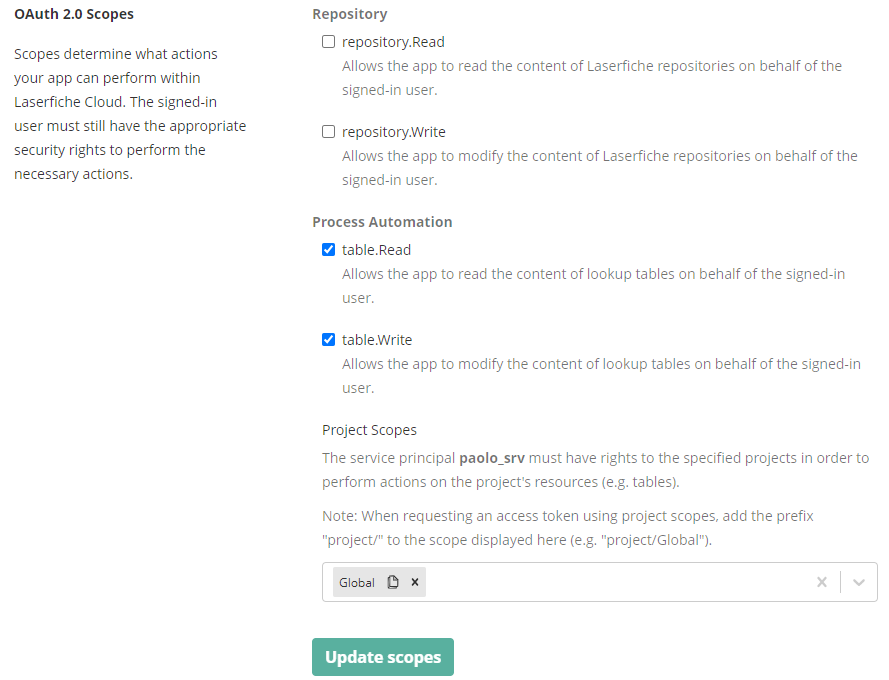 OAuth 2.0 Scopes
Scopes determine what actions
your app can perform within
Laserfiche Cloud. The signed-in
user must still have the appropriate
security rights to perform the
necessary actions.
Repository
repository.Read
Allows the app to read the content of Laserfiche repositories on behalf of the
signed-in user.
repository.Write
Allows the app to modify the content of Laserfiche repositories on behalf of the
signed-in user.
Process Automation
table.Read
Allows the app to read the content of lookup tables on behalf of the signed-in
user.
table.Write
Allows the app to modify the content of lookup tables on behalf of the signed-in
user.
Project Scopes
The service principal paolo_srv must have rights to the specified projects in order to
perform actions on the project's resources (e.g. tables).
Note: When requesting an access token using project scopes, add the prefix
"project/" to the scope displayed here (e.g. "project/Global").
Global
Update scopes